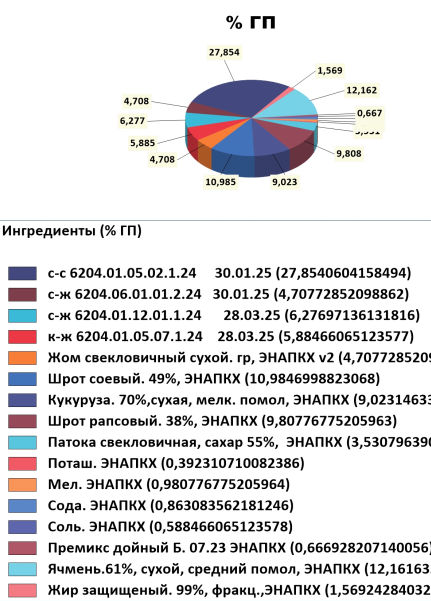 % ГП
27,854
1,569
12,162
4,708
0,667
6,277
5,885
9,808
4,708
10,985
9,023
Ингредиенты (% ГП)
с-с 6204.01.05.02.1.24 30.01.25 (27,8540604158494)
с-ж 6204.06.01.01.2.24 30.01.25 (4,70772852098862)
с-ж 6204.01.12.01.1.24 28.03.25 (6,27697136131816)
к-ж 6204.01.05.07.1.24 28.03.25 (5,88466065123577)
Жом свекловичный сухой. гр, ЭНАПКХ v2 (4,707728520
Шрот соевый. 49%, ЭНАПКХ (10,9846998823068)
Кукуруза. 70%,сухая, мелк. помол, ЭНАПКХ (9,0231463
Шрот рапсовый. 38%, ЭНАПКХ (9,80776775205963)
Патока свекловичная, сахар 55%, ЭНАПКХ (3,530796390
Поташ. ЭНАПКХ (0,392310710082386)
Мел. ЭНАПКХ (0,980776775205964)
Сода. ЭНАПКХ (0,863083562181246)
Соль. ЭНАПКХ (0,588466065123578)
Премикс дойный Б. 07.23 ЭНАПКХ (0,666928207140056)
Ячмень.61%, сухой, средний помол, ЭНАПКХ (12,16163
Жир защищеный. 99%, фракц.,ЭНАПКХ (1,56924284032